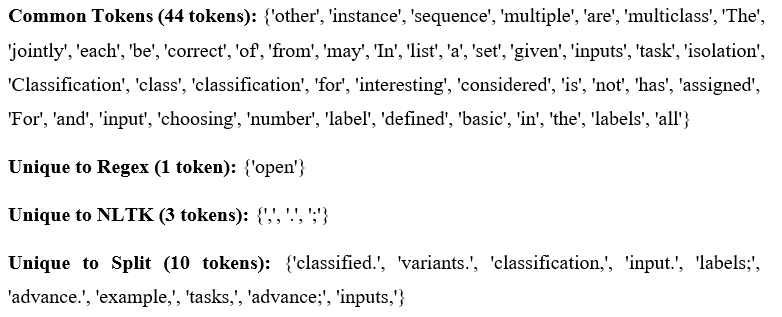 Common Tokens (44 tokens): {'other', 'instance', 'sequence', 'multiple', 'are', 'multiclass', 'The',
'jointly', 'each', 'be', 'correct', 'of', 'from', 'may', 'In', 'list', 'a', 'set', 'given', 'inputs', 'task', 'isolation',
'Classification', 'class', 'classification', 'for', 'interesting', 'considered', 'is', 'not', 'has', 'assigned',
'For', 'and', 'input', 'choosing', 'number', 'label', 'defined', 'basic', 'in', 'the', 'labels', 'all'}
Unique to Regex (1 token): {'open'}
Unique to NLTK (3 tokens): {',', '.', ';'}
Unique to Split (10 tokens): {'classified.', 'variants.', 'classification,', 'input.', 'labels;',
'advance.', 'example,', 'tasks,', 'advance;', 'inputs,'}